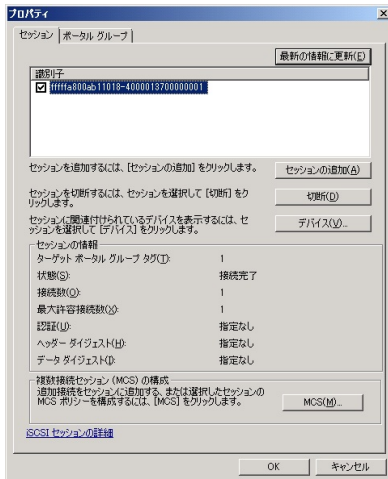 プロパティ
セッション
ポータル グループ
最新の情報に更新(E)
識別子
fffffa800ab11018-4000013700000001
セッションを追加するには、[セッションの追加] をクリックします。
セッションの追加(A)
セッションを切断するには、セッションを選択して [切断] をク
リックします。
切断(D)
セッションに関連付けられているデバイスを表示するには、セ
ッションを選択して [デバイス] をクリックします。
デバイス(V)...
セッションの情報
ターゲット ポータル グループ タグ(T): 1
状態(S): 接続完了
接続数(O): 1
最大許容接続数(X): 1
認証(U): 指定なし
ヘッダー ダイジェスト(H): 指定なし
データ ダイジェスト(I): 指定なし
複数接続セッション (MCS) の構成
追加接続をセッションに追加する、または選択したセッションの
MCS ポリシーを構成するには、[MCS] をクリックします。
MCS(M)...
iSCSI セッションの詳細
OK
キャンセル